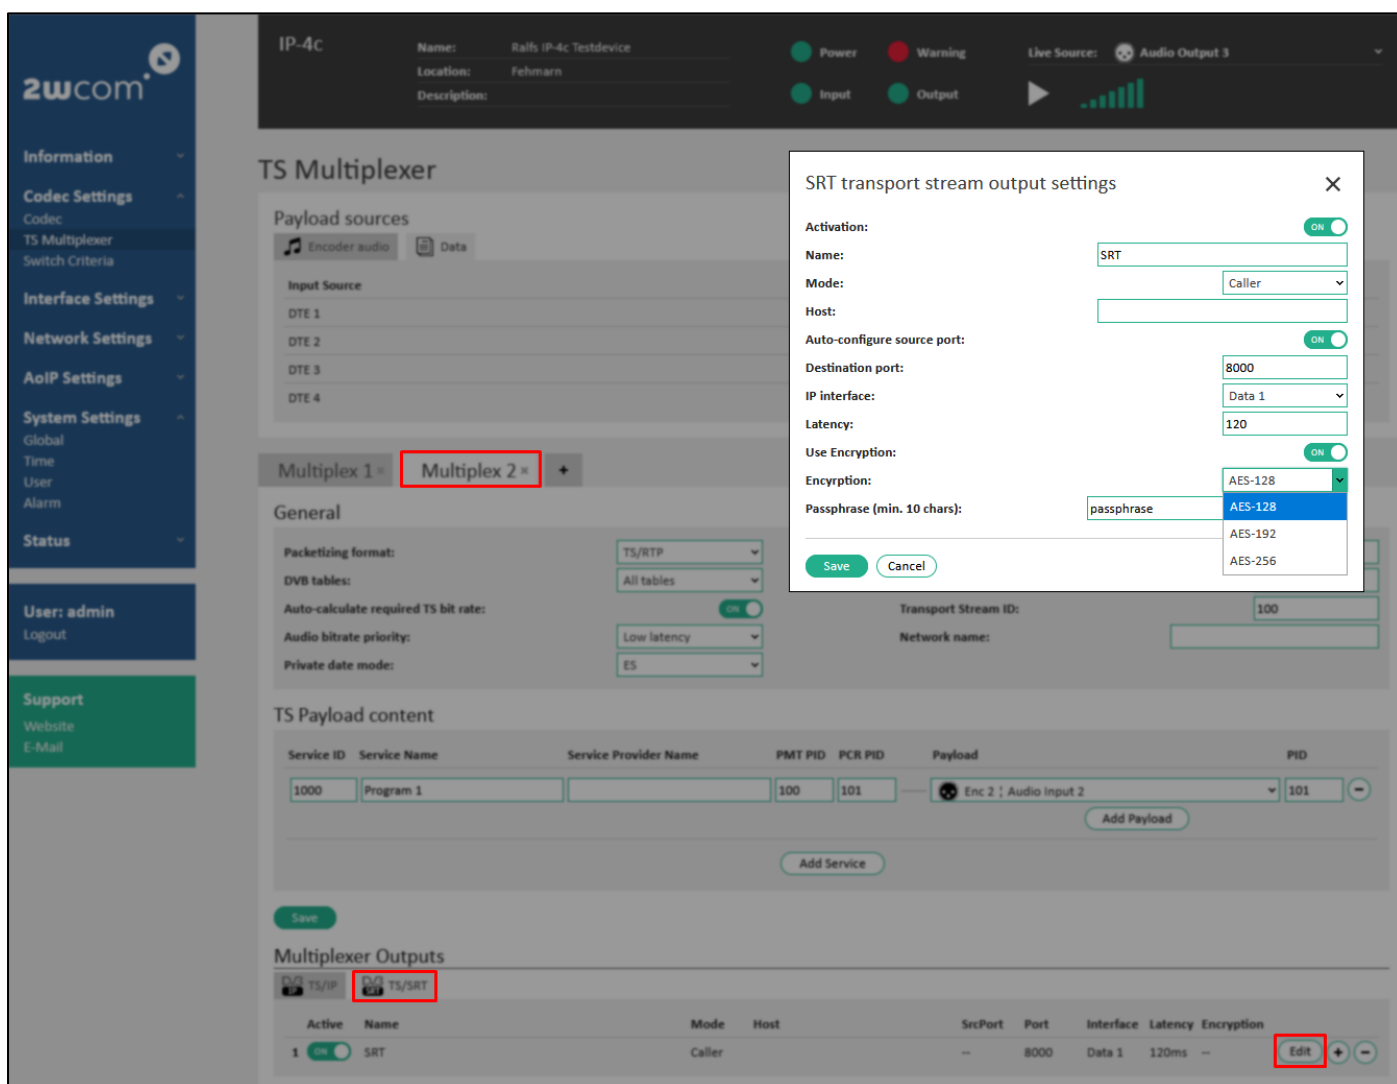 2wcom
Information
Codec Settings
Codec
TS Multiplexer
Switch Criteria
Interface Settings
Network Settings
AoIP Settings
System Settings
Global
Time
User
Alarm
Status
User: admin
Logout
Support
Website
E-Mail
IP-4c
Name: Ralfs IP-4c Testdevice
Location: Fehmarn
Description:
Power Warning
Input Output
Live Source: Audio Output 3
TS Multiplexer
Payload sources
Encoder audio Data
Input Source
DTE 1
DTE 2
DTE 3
DTE 4
Multiplex 1 × Multiplex 2 × +
General
Packetizing format: TS/RTP
DVB tables: All tables
Auto-calculate required TS bit rate: ON
Audio bitrate priority: Low latency
Private date mode: ES
Transport Stream ID: 100
Network name:
TS Payload content
Service ID Service Name Service Provider Name PMT PID PCR PID Payload PID
1000 Program 1 100 101 Enc 2 ¦ Audio Input 2 101
Add Payload
Add Service
Save
Multiplexer Outputs
IP TS/IP SRT TS/SRT
Active Name Mode Host SrcPort Port Interface Latency Encryption
1 ON SRT Caller -- 8000 Data 1 120ms -- Edit
SRT transport stream output settings
Activation: ON
Name: SRT
Mode: Caller
Host:
Auto-configure source port: ON
Destination port: 8000
IP interface: Data 1
Latency: 120
Use Encryption: ON
Encyrption: AES-128
Passphrase (min. 10 chars): passphrase
AES-128
AES-192
AES-256
Save Cancel